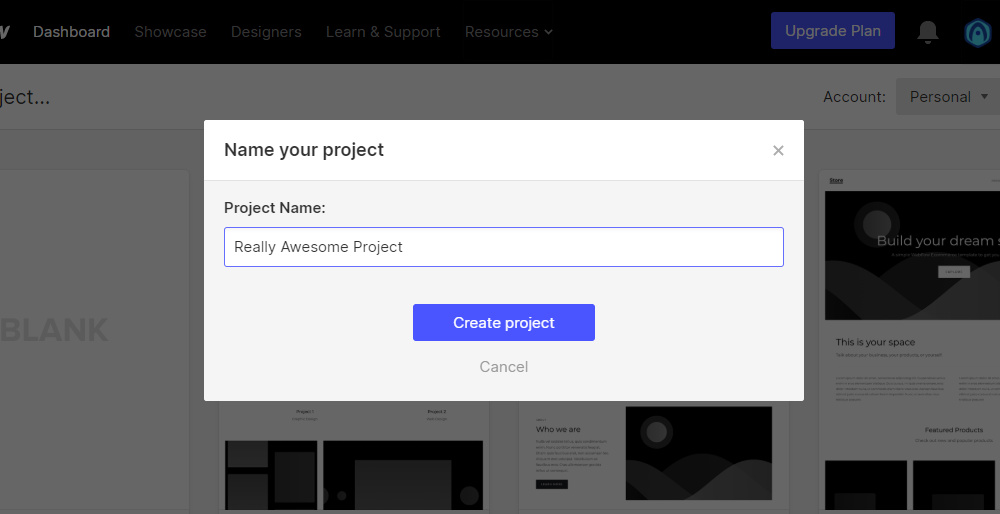 Dashboard Showcase Designers Learn & Support Resources Upgrade Plan
ject... Account: Personal
Name your project ×
Project Name:
Really Awesome Project
Create project
Cancel
BLANK
Store
Build your dream s
This is your space
Project 1 Project 2
Who we are
Featured Products